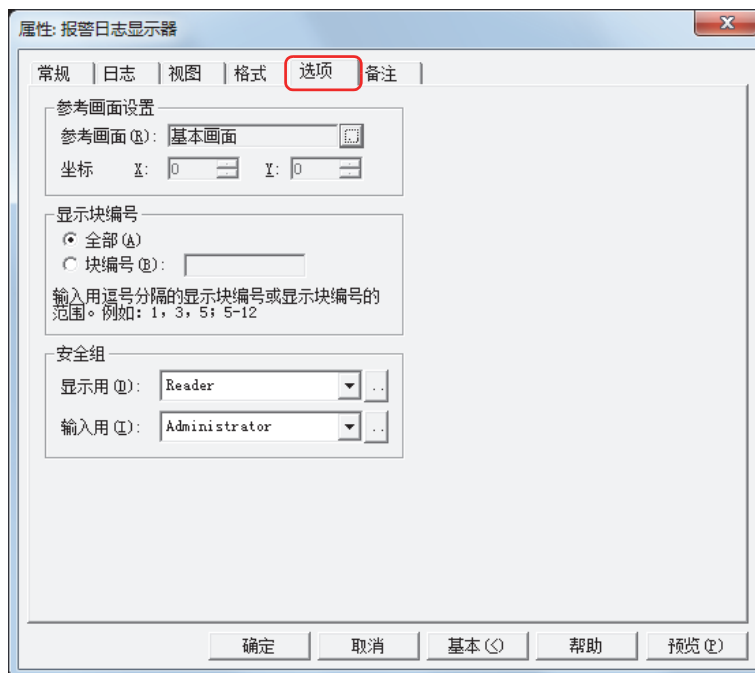 属性: 报警日志显示器
常规 日志 视图 格式 选项 备注
参考画面设置
参考画面(R): 基本画面
坐标 X: 0 Y: 0
显示块编号
全部(A)
块编号(B):
输入用逗号分隔的显示块编号或显示块编号的
范围。例如: 1, 3, 5; 5-12
安全组
显示用(D): Reader ..
输入用(I): Administrator ..
确定 取消 基本(<) 帮助 预览(P)